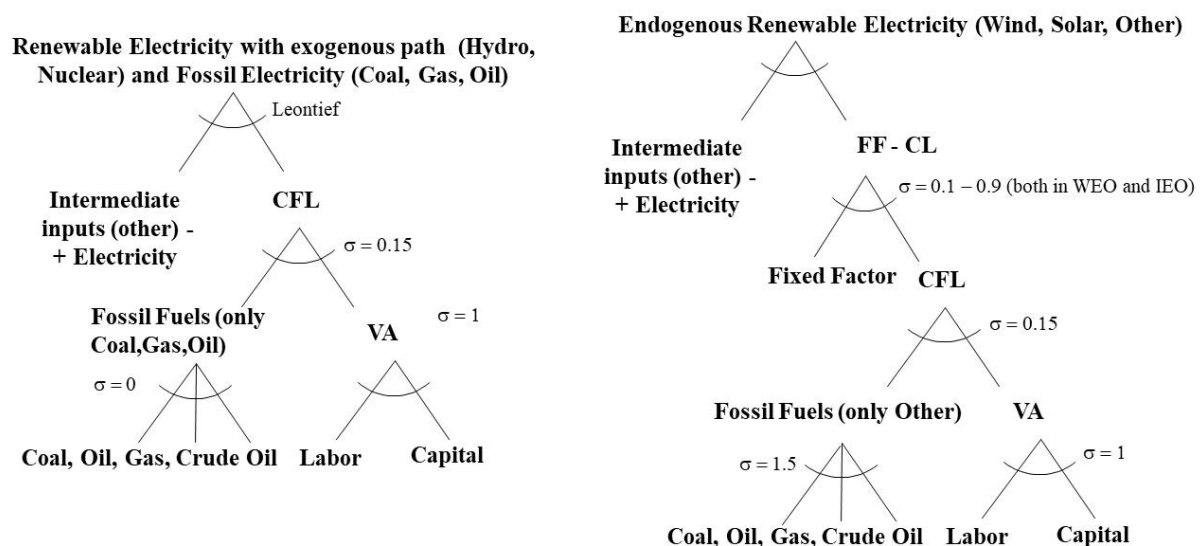 Renewable Electricity with exogenous path (Hydro,
Nuclear) and Fossil Electricity (Coal, Gas, Oil)
Leontief
Intermediate
inputs (other) -
+ Electricity
CFL
σ = 0.15
Fossil Fuels (only
Coal,Gas,Oil)
VA
σ = 1
σ = 0
Coal, Oil, Gas, Crude Oil
Labor
Capital
Endogenous Renewable Electricity (Wind, Solar, Other)
Intermediate
inputs (other) -
+ Electricity
FF - CL
σ = 0.1 – 0.9 (both in WEO and IEO)
Fixed Factor
CFL
σ = 0.15
Fossil Fuels (only Other)
VA
σ = 1.5
σ = 1
Coal, Oil, Gas, Crude Oil
Labor
Capital